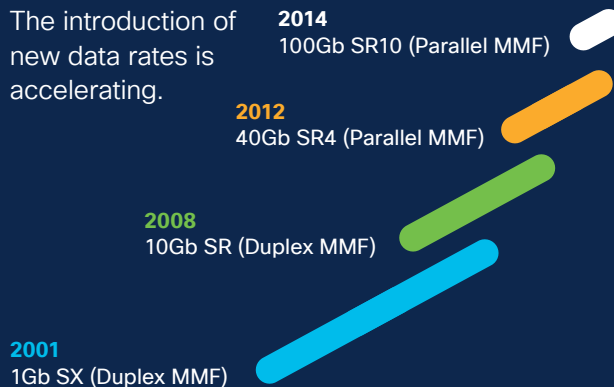 The introduction of
new data rates is
accelerating.
2014
100Gb SR10 (Parallel MMF)
2012
40Gb SR4 (Parallel MMF)
2008
10Gb SR (Duplex MMF)
2001
1Gb SX (Duplex MMF)